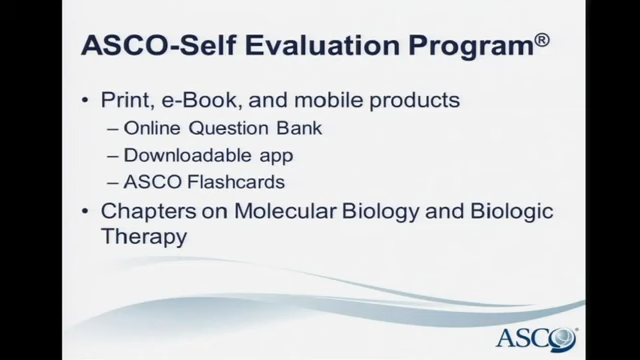 ASCO-Self Evaluation Program®
• Print, e-Book, and mobile products
– Online Question Bank
– Downloadable app
– ASCO Flashcards
• Chapters on Molecular Biology and Biologic
Therapy
ASCO